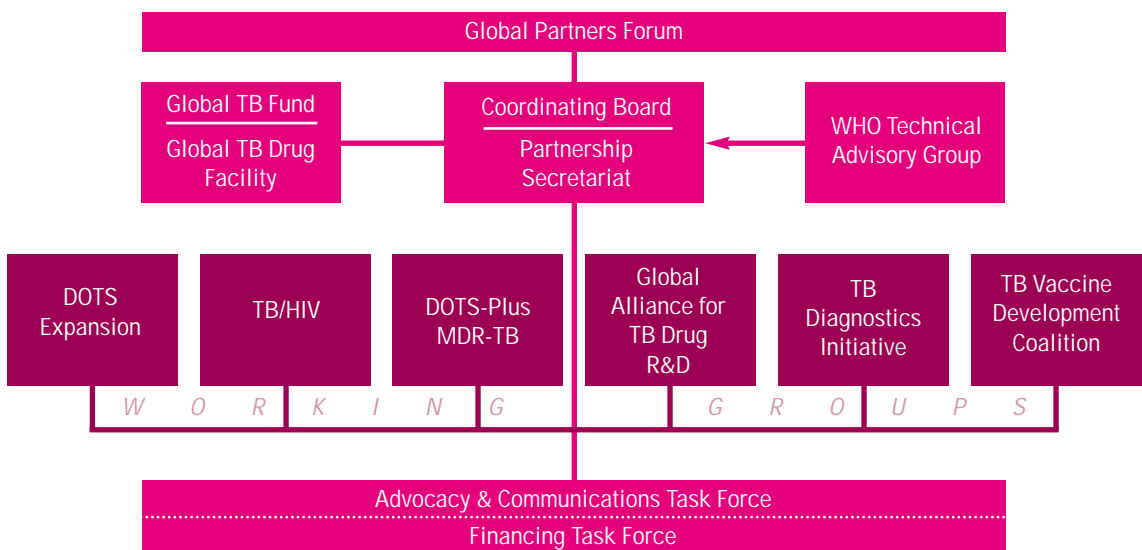 Global Partners Forum
Global TB Fund
Global TB Drug
Facility
Coordinating Board
Partnership
Secretariat
WHO Technical
Advisory Group
DOTS
Expansion
TB/HIV
DOTS-Plus
MDR-TB
Global
Alliance for
TB Drug
R&D
TB
Diagnostics
Initiative
TB Vaccine
Development
Coalition
WORKING GROUPS
Advocacy & Communications Task Force
Financing Task Force